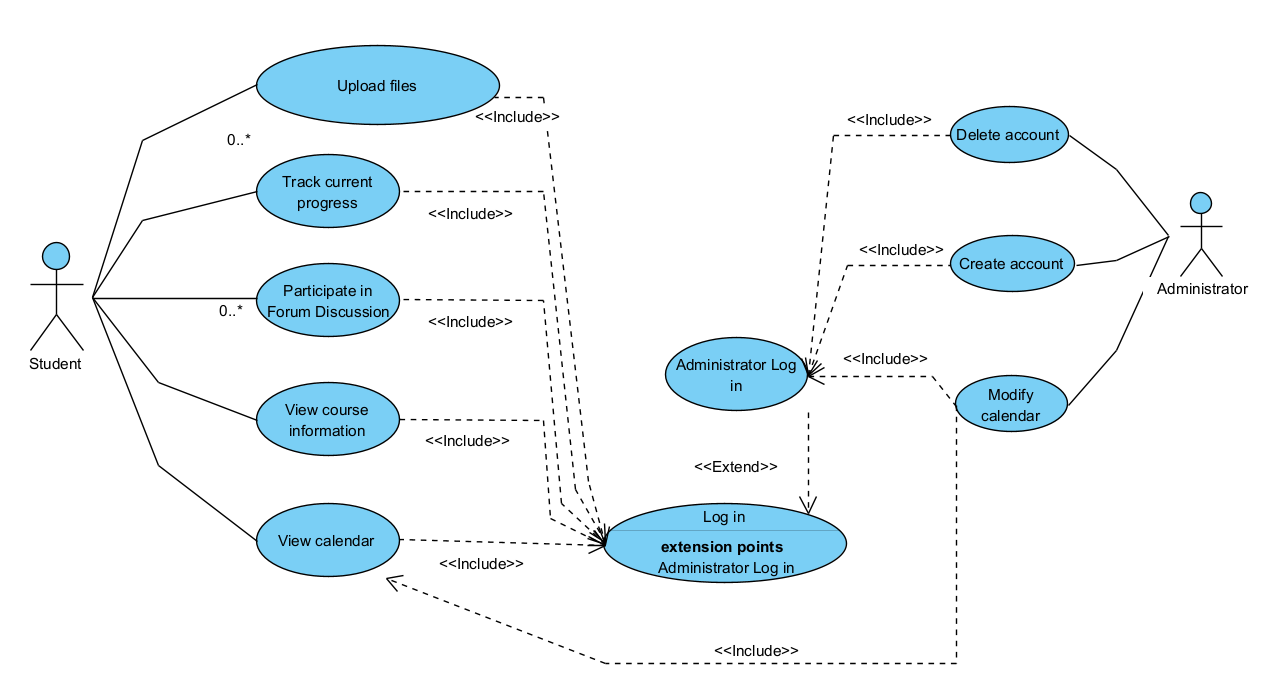 Upload files
<<Include>>
0..*
Delete account
<<Include>>
Track current
progress
<<Include>>
Create account
<<Include>>
Administrator
Participate in
Forum Discussion
0..*
<<Include>>
Student
Administrator Log
in
<<Include>>
Modify
calendar
View course
information
<<Include>>
<<Extend>>
View calendar
<<Include>>
Log in
extension points
Administrator Log in
<<Include>>